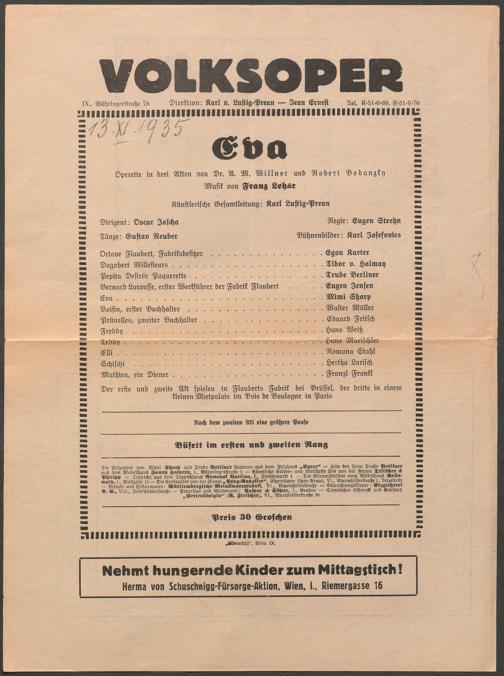 VOLKSOPER
IX., Währingerstraße 78 Direktion: Karl v. Lustig-Prean — Jean Ernest Tel. R-51-0-69, R-51-0-70
13. XI. 1935
Eva
Operette in drei Akten von Dr. A. M. Willner und Robert Bodanzky
Musik von Franz Lehár
Künstlerische Gesamtleitung: Karl Lustig-Prean
Dirigent: Oscar Jascha Regie: Eugen Strehn
Tänze: Gustav Neuber Bühnenbilder: Karl Josefovics
Octave Flaubert, Fabriksbesitzer Egon Karter
Dagobert Millefleurs Tibor v. Halmay
Pepita Desirée Paquerette Trude Berliner
Bernard Larousse, erster Werkführer der Fabrik Flaubert Eugen Jensen
Eva Mimi Shorp
Voisin, erster Buchhalter Walter Müller
Prünelles, zweiter Buchhalter Eduard Fritsch
Freddy Hans Weiß
Teddy Hans Marischler
Elli Romana Stahl
Schischi Hertha Larisch
Mathieu, ein Diener Franzl Frankl
Der erste und zweite Akt spielen in Flauberts Fabrik bei Brüssel, der dritte in einem
kleinen Mietpalais im Bois de Boulogne in Paris
Nach dem zweiten Akt eine größere Pause
Büfett im ersten und zweiten Rang
Preis 30 Groschen
Wien IX.
Nehmt hungernde Kinder zum Mittagstisch!
Herma von Schuschnigg-Fürsorge-Aktion, Wien, I., Riemergasse 16